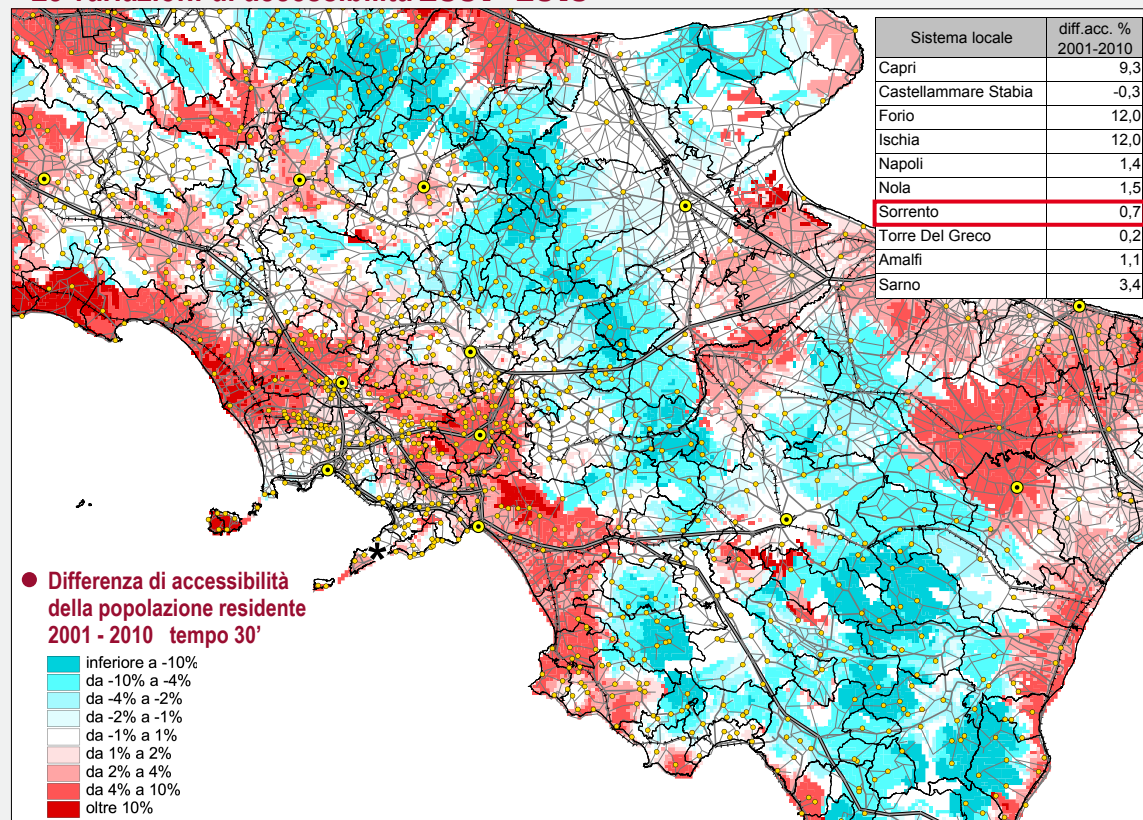 Sistema locale diff.acc. % 2001-2010
Capri 9,3
Castellammare Stabia -0,3
Forio 12,0
Ischia 12,0
Napoli 1,4
Nola 1,5
Sorrento 0,7
Torre Del Greco 0,2
Amalfi 1,1
Sarno 3,4
*
● Differenza di accessibilità
della popolazione residente
2001 - 2010 tempo 30'
inferiore a -10%
da -10% a -4%
da -4% a -2%
da -2% a -1%
da -1% a 1%
da 1% a 2%
da 2% a 4%
da 4% a 10%
oltre 10%